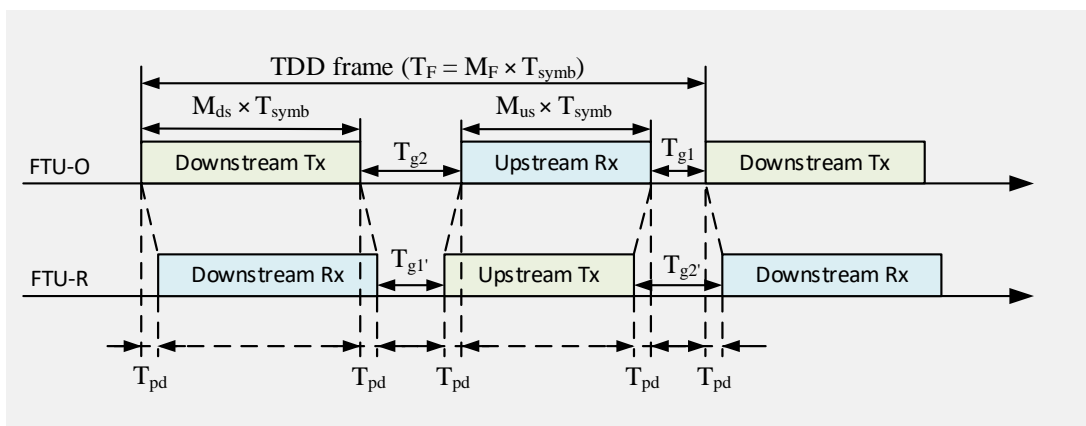 TDD frame (T_F = M_F × T_symb)
M_ds × T_symb
M_us × T_symb
T_g2
T_g1
FTU-O
Downstream Tx
Upstream Rx
Downstream Tx
T_g1'
T_g2'
FTU-R
Downstream Rx
Upstream Tx
Downstream Rx
T_pd
T_pd
T_pd
T_pd
T_pd